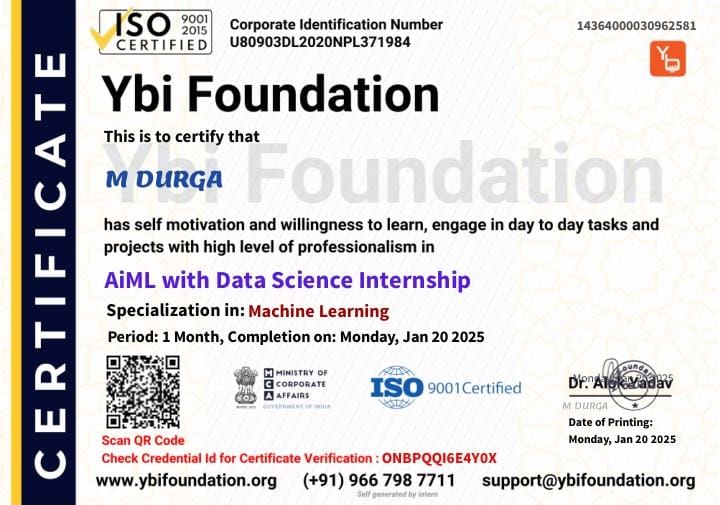 CERTIFICATE
ISO 9001
2015
CERTIFIED
Corporate Identification Number
U80903DL2020NPL371984
14364000030962581
Ybi Foundation
Ybi Foundation
This is to certify that
M DURGA
has self motivation and willingness to learn, engage in day to day tasks and
projects with high level of professionalism in
AiML with Data Science Internship
Specialization in: Machine Learning
Period: 1 Month, Completion on: Monday, Jan 20 2025
MINISTRY OF
CORPORATE
AFFAIRS
GOVERNMENT OF INDIA
ISO 9001Certified
Dr. Alok Yadav
M DURGA
Date of Printing:
Monday, Jan 20 2025
Scan QR Code
Check Credential Id for Certificate Verification : ONBPQQI6E4Y0X
www.ybifoundation.org (+91) 966 798 7711 support@ybifoundation.org
Self generated by intern